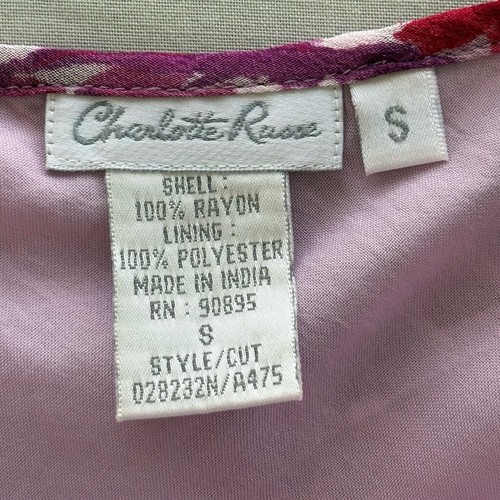 Charlotte Russe
S
SHELL :
100% RAYON
LINING :
100% POLYESTER
MADE IN INDIA
RN : 90895
S
STYLE/CUT
028232N/A475